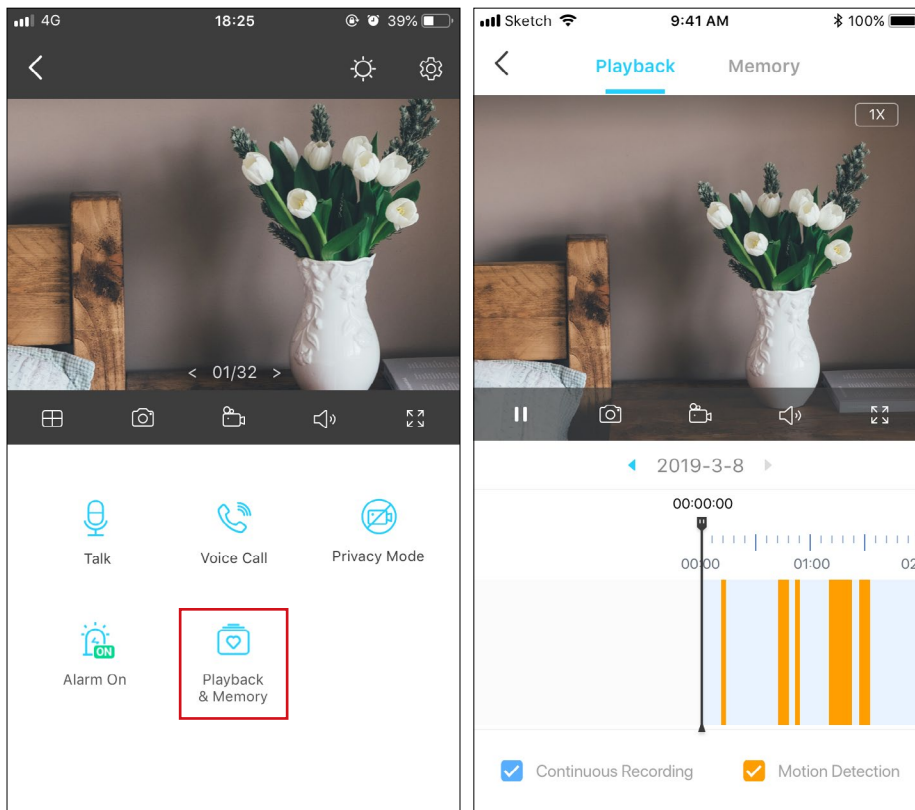 4G
18:25
39%
< 01/32 >
Talk
Voice Call
Privacy Mode
ON
Alarm On
Playback
& Memory
Sketch
9:41 AM
100%
Playback
Memory
1X
2019-3-8
00:00:00
00:00
01:00
02
Continuous Recording
Motion Detection